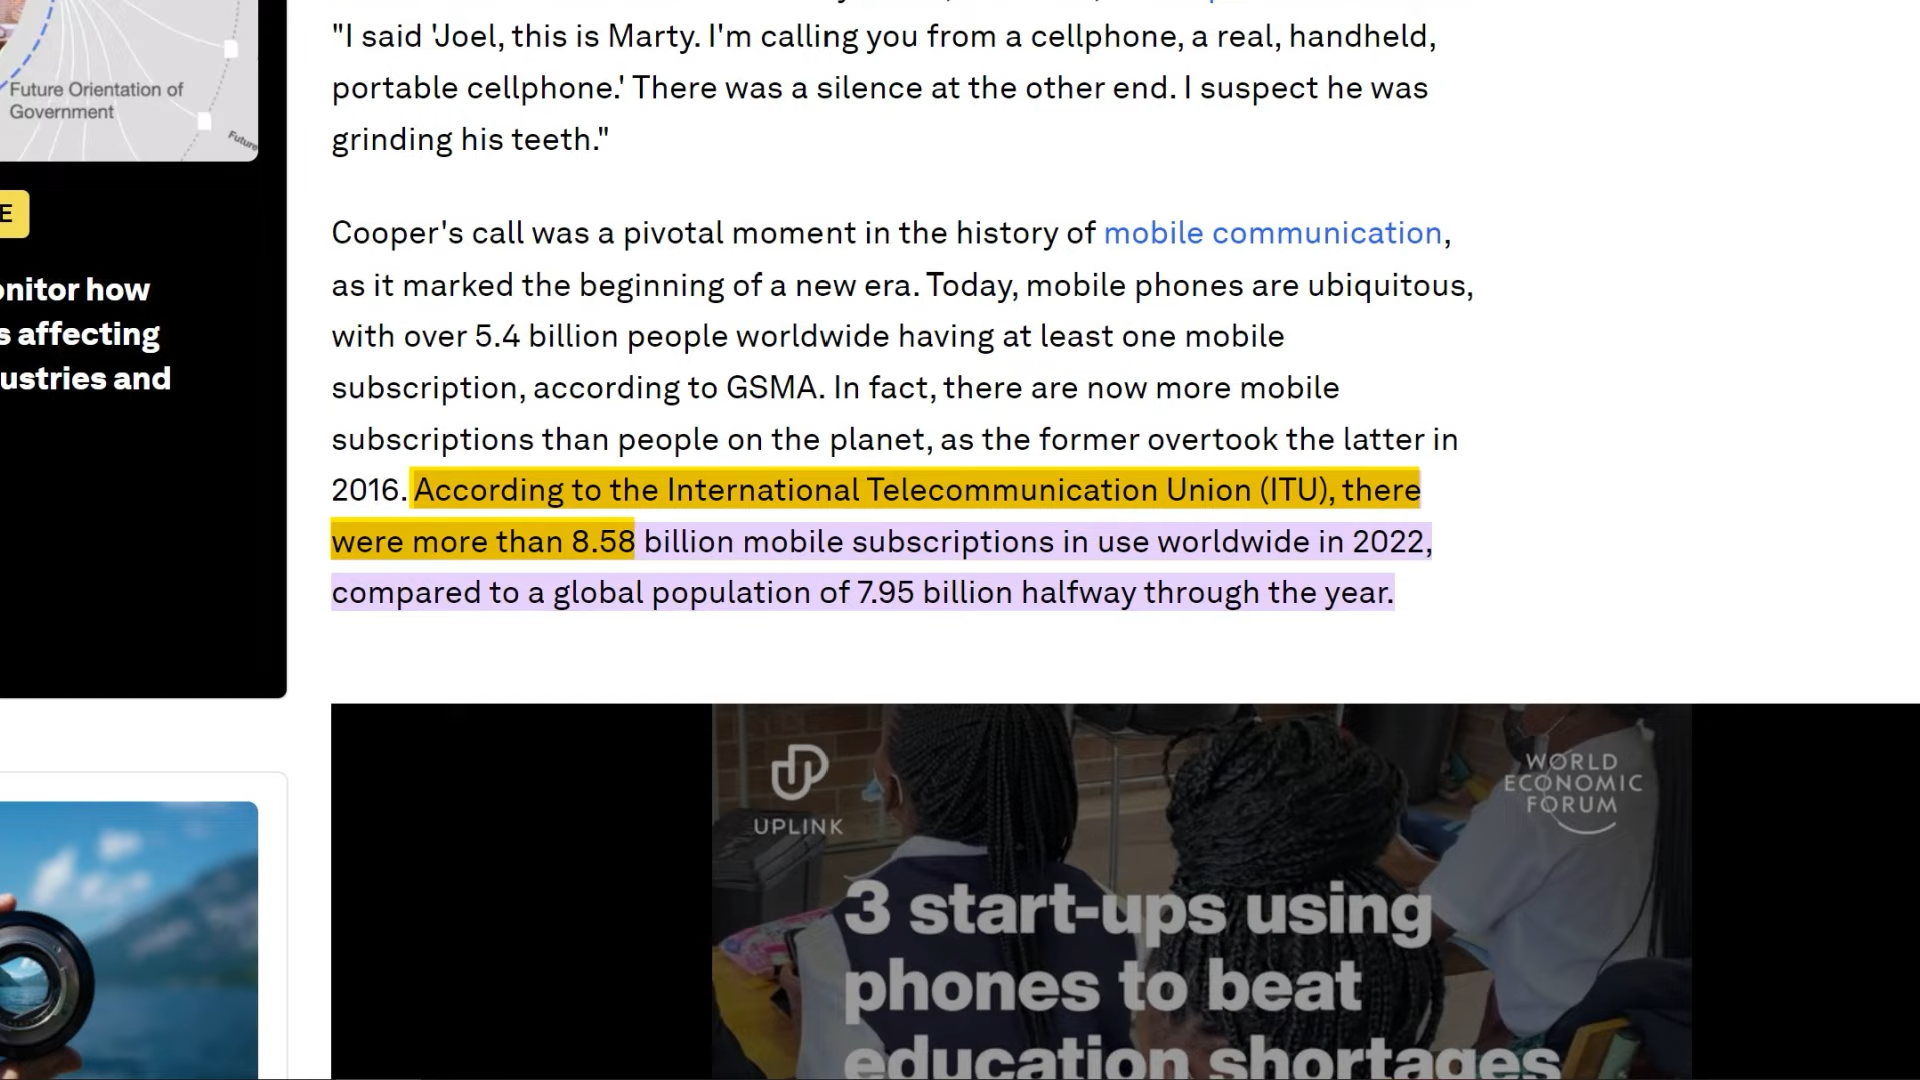 "I said 'Joel, this is Marty. I'm calling you from a cellphone, a real, handheld,
portable cellphone.' There was a silence at the other end. I suspect he was
grinding his teeth."
Cooper's call was a pivotal moment in the history of mobile communication,
as it marked the beginning of a new era. Today, mobile phones are ubiquitous,
with over 5.4 billion people worldwide having at least one mobile
subscription, according to GSMA. In fact, there are now more mobile
subscriptions than people on the planet, as the former overtook the latter in
2016. According to the International Telecommunication Union (ITU), there
were more than 8.58 billion mobile subscriptions in use worldwide in 2022,
compared to a global population of 7.95 billion halfway through the year.
Future Orientation of
Government
Future
E
onitor how
s affecting
ustries and
UPLINK
WORLD
ECONOMIC
FORUM
3 start-ups using
phones to beat
education shortages